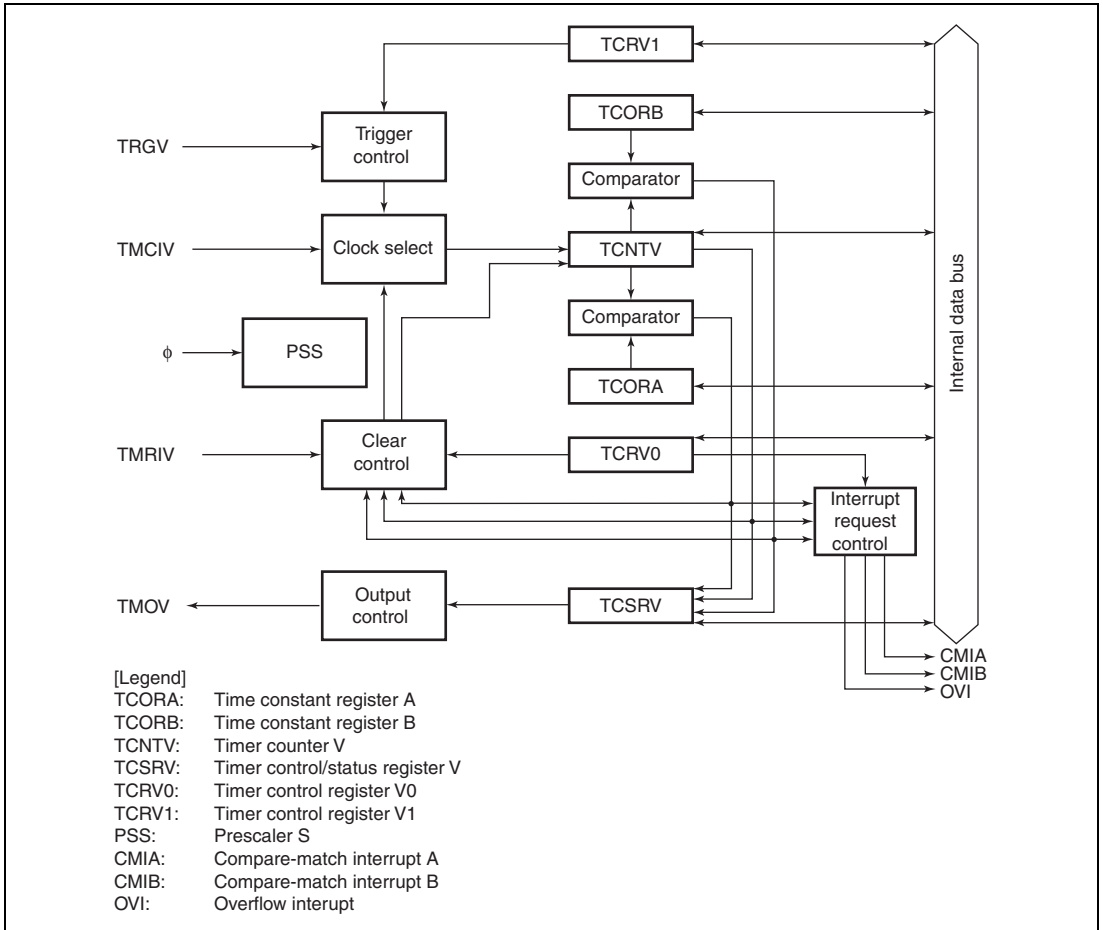 TCRV1
TCORB
Trigger
control
TRGV
Comparator
TMCIV
Clock select
TCNTV
Comparator
φ
PSS
TCORA
Internal data bus
TMRIV
Clear
control
TCRV0
Interrupt
request
control
TMOV
Output
control
TCSRV
CMIA
CMIB
OVI
[Legend]
TCORA: Time constant register A
TCORB: Time constant register B
TCNTV: Timer counter V
TCSRV: Timer control/status register V
TCRV0: Timer control register V0
TCRV1: Timer control register V1
PSS: Prescaler S
CMIA: Compare-match interrupt A
CMIB: Compare-match interrupt B
OVI: Overflow interupt